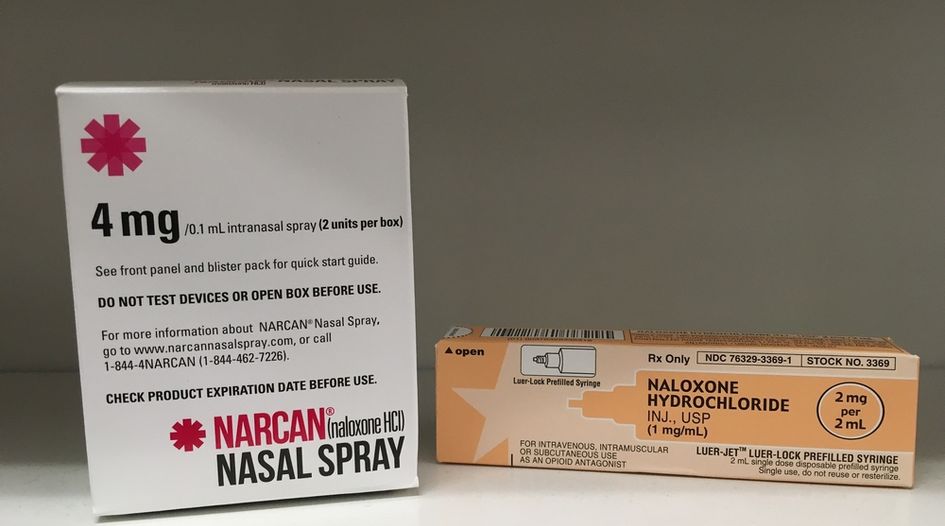 NASAL SPRAY
4 mg /0.1 mL intranasal spray (2 units per box)
See front panel and blister pack for quick start guide.
DO NOT TEST DEVICES OR OPEN BOX BEFORE USE.
For more information about NARCAN® Nasal Spray,
go to www.narcannasalspray.com, or call
1-844-4NARCAN (1-844-462-7226).
CHECK PRODUCT EXPIRATION DATE BEFORE USE.
NARCAN® (naloxone HCl)
NASAL SPRAY
open
Luer-Lock Prefilled Syringe
Rx Only NDC 76329-3369-1 STOCK NO. 3369
NALOXONE
HYDROCHLORIDE
INJ., USP
(1 mg/mL)
2 mg
per
2 mL
FOR INTRAVENOUS, INTRAMUSCULAR
OR SUBCUTANEOUS USE
AS AN OPIOID ANTAGONIST
LUER-JET™ LUER-LOCK PREFILLED SYRINGE
2 mL single dose disposable prefilled syringe
Single use, do not reuse or resterilize.